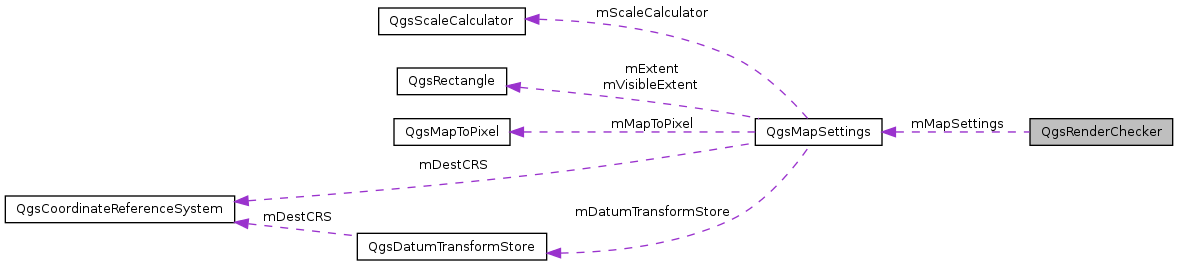 QgsScaleCalculator
mScaleCalculator
QgsRectangle
mExtent
mVisibleExtent
QgsMapToPixel
mMapToPixel
QgsMapSettings
mMapSettings
QgsRenderChecker
mDestCRS
QgsCoordinateReferenceSystem
mDestCRS
mDatumTransformStore
QgsDatumTransformStore